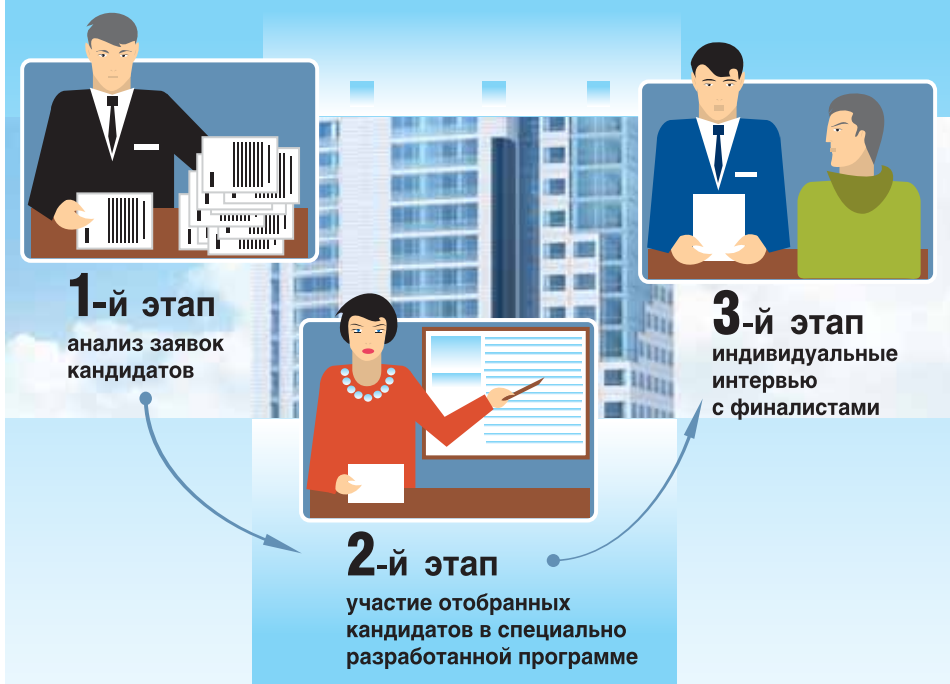 1-й этап
анализ заявок
кандидатов
2-й этап
участие отобранных
кандидатов в специально
разработанной программе
3-й этап
индивидуальные
интервью
с финалистами